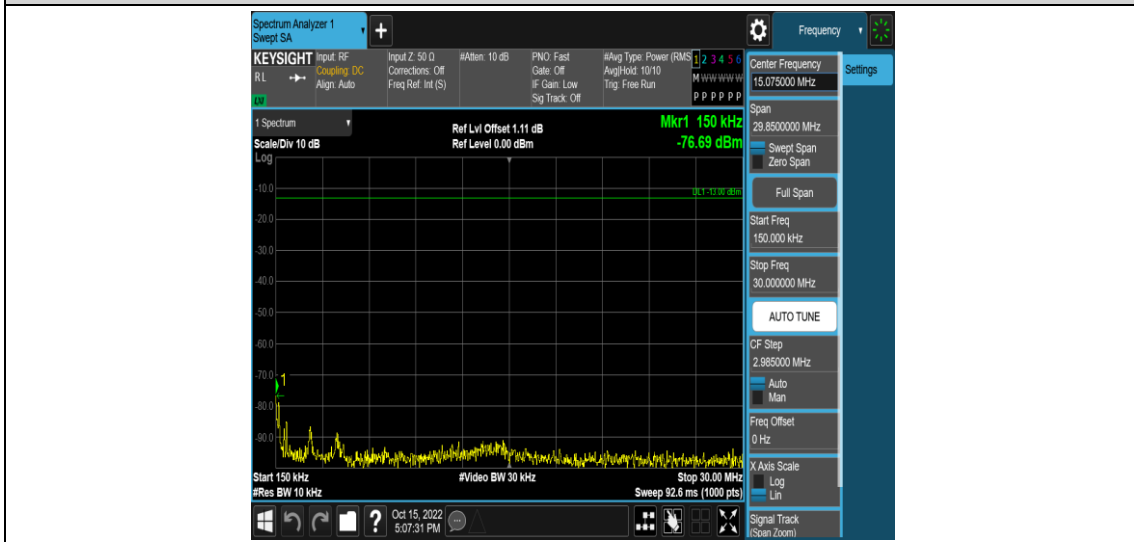 Spectrum Analyzer 1
Swept SA
+
Frequency
KEYSIGHT
RL
LXI
Input: RF
Coupling: DC
Align: Auto
Input Z: 50 Ω
Corrections: Off
Freq Ref: Int (S)
#Atten: 10 dB
PNO: Fast
Gate: Off
IF Gain: Low
Sig Track: Off
#Avg Type: Power (RMS
Avg|Hold: 10/10
Trig: Free Run
1 2 3 4 5 6
M W W W W W
P P P P P P
Center Frequency
15.075000 MHz
Settings
Span
29.8500000 MHz
Swept Span
Zero Span
Full Span
Start Freq
150.000 kHz
Stop Freq
30.000000 MHz
AUTO TUNE
CF Step
2.985000 MHz
Auto
Man
Freq Offset
0 Hz
X Axis Scale
Log
Lin
Signal Track
(Span Zoom)
1 Spectrum
Scale/Div 10 dB
Ref Lvl Offset 1.11 dB
Ref Level 0.00 dBm
Mkr1 150 kHz
-76.69 dBm
Log
DL1 -13.00 dBm
-10.0
-20.0
-30.0
-40.0
-50.0
-60.0
-70.0
1
-80.0
-90.0
Start 150 kHz
#Video BW 30 kHz
Stop 30.00 MHz
#Res BW 10 kHz
Sweep 92.6 ms (1000 pts)
?
Oct 15, 2022
5:07:31 PM